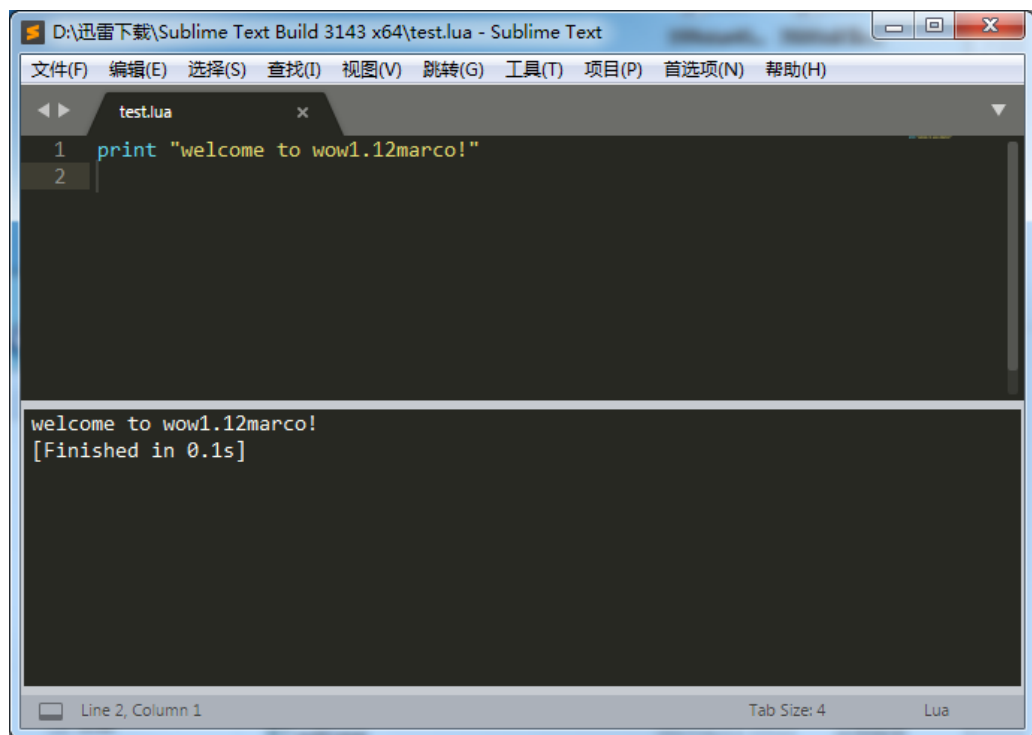 D:\迅雷下载\Sublime Text Build 3143 x64\test.lua - Sublime Text
文件(F) 编辑(E) 选择(S) 查找(I) 视图(V) 跳转(G) 工具(T) 项目(P) 首选项(N) 帮助(H)
test.lua ×
1 print "welcome to wow1.12marco!"
2
welcome to wow1.12marco!
[Finished in 0.1s]
Line 2, Column 1 Tab Size: 4 Lua